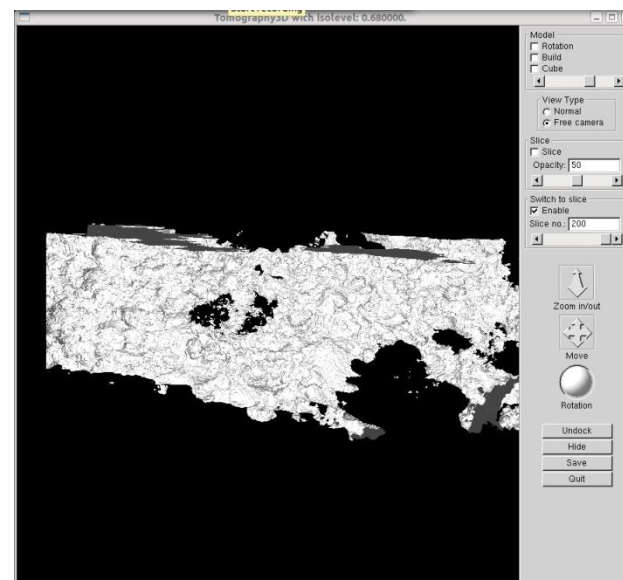 Tomography3D with Isolevel: 0.680000.
Model
Rotation
Build
Cube
View Type
Normal
Free camera
Slice
Slice
Opacity: 50
Switch to slice
Enable
Slice no.: 200
Zoom in/out
Move
Rotation
Undock
Hide
Save
Quit